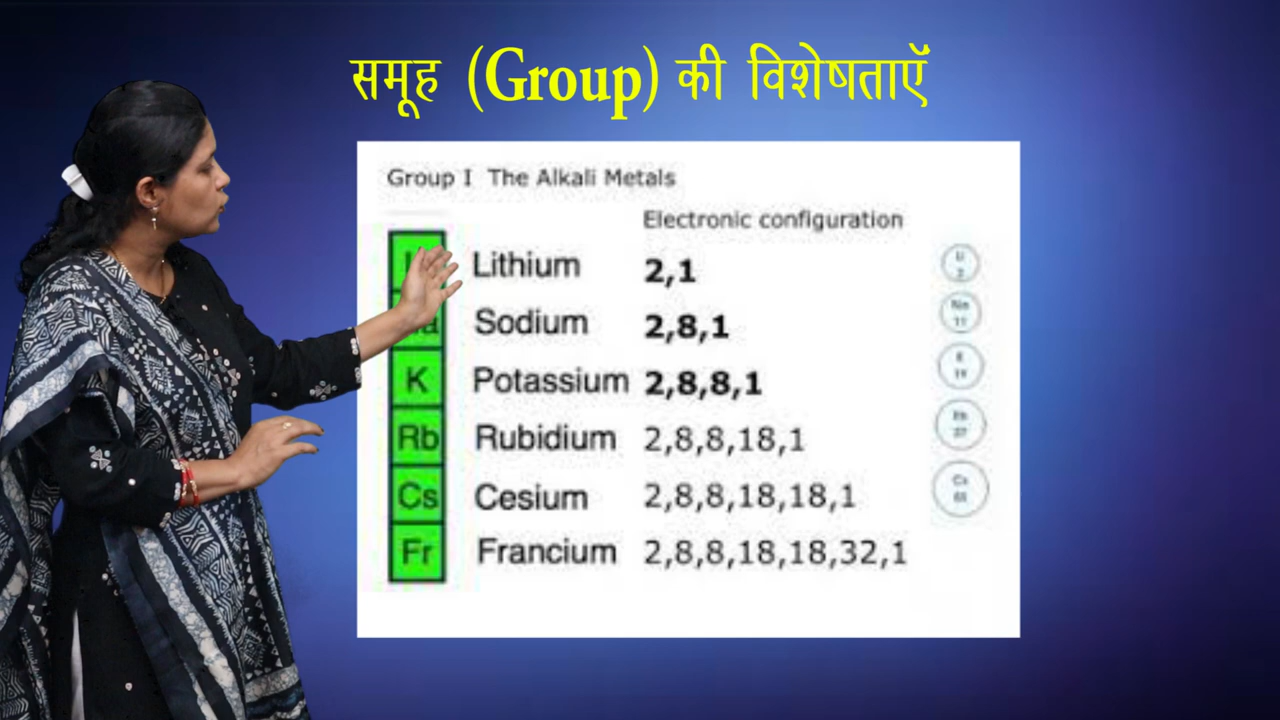 समूह (Group) की विशेषताएँ
Group I The Alkali Metals
Electronic configuration
Lithium 2,1
Sodium 2,8,1
K Potassium 2,8,8,1
Rb Rubidium 2,8,8,18,1
Cs Cesium 2,8,8,18,18,1
Fr Francium 2,8,8,18,18,32,1